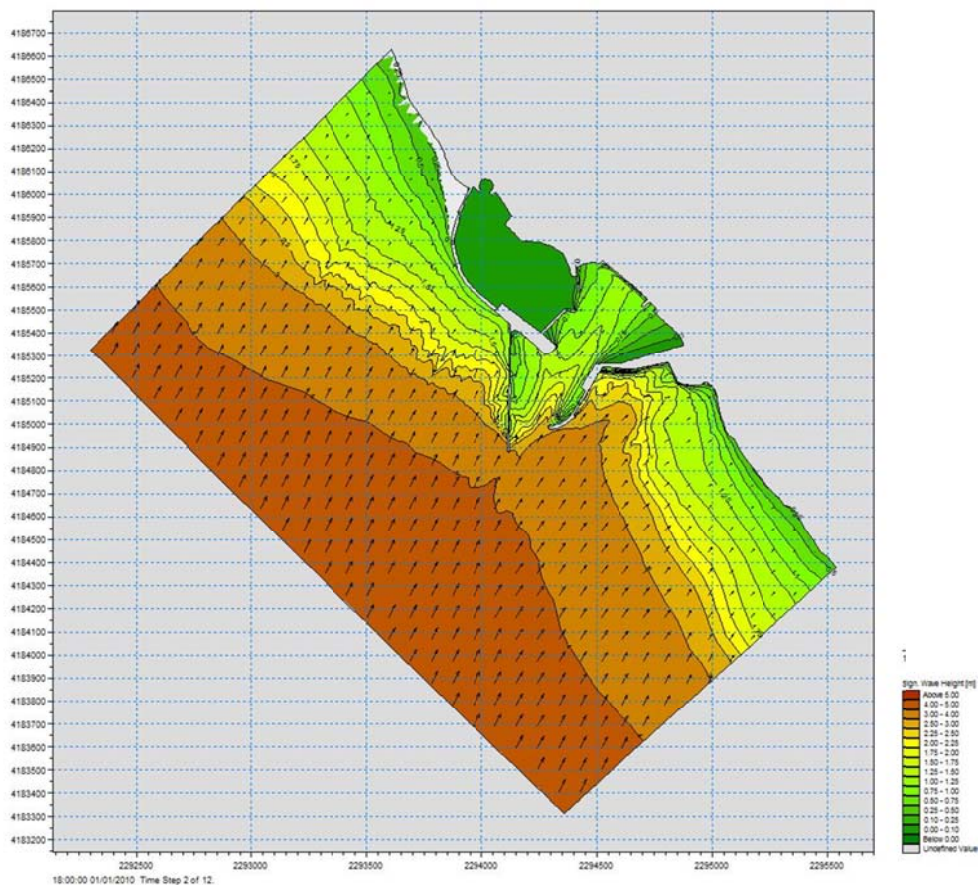 4186700
4186600
4186500
4186400
4186300
4186200
4186100
4186000
4185900
4185800
4185700
4185600
4185500
4185400
4185300
4185200
4185100
4185000
4184900
4184800
4184700
4184600
4184500
4184400
4184300
4184200
4184100
4184000
4183900
4183800
4183700
4183600
4183500
4183400
4183300
4183200
2292500 2293000 2293500 2294000 2294500 2295000 2295500
18:00:00 01/01/2010 Time Step 2 of 12.
Sign. Wave Height [m]
Above 5.00
4.00 - 5.00
3.00 - 4.00
2.50 - 3.00
2.25 - 2.50
2.00 - 2.25
1.75 - 2.00
1.50 - 1.75
1.25 - 1.50
1.00 - 1.25
0.75 - 1.00
0.50 - 0.75
0.25 - 0.50
0.10 - 0.25
0.00 - 0.10
Below 0.00
Undefined Value